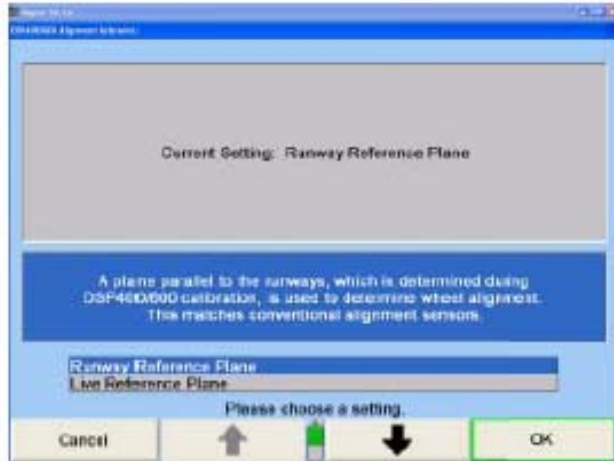 Alignment Reference
Current Setting: Runway Reference Plane
A plane parallel to the runways, which is determined during
DSP400/600 calibration, is used to determine wheel alignment.
This matches conventional alignment sensors.
Runway Reference Plane
Live Reference Plane
Please choose a setting.
Cancel
OK